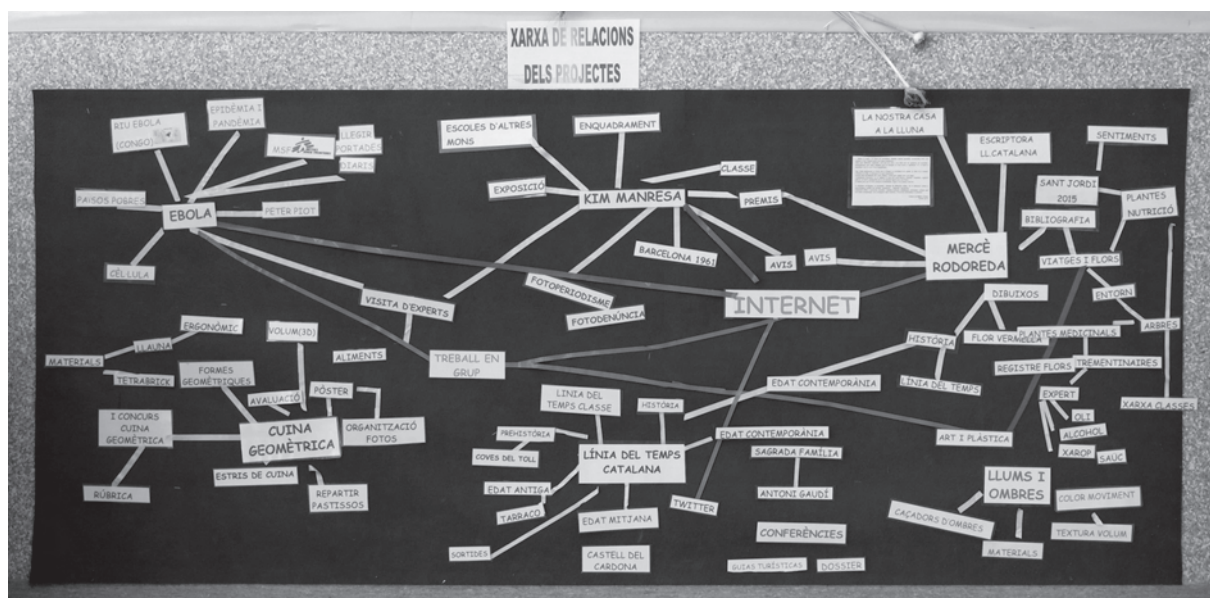 XARXA DE RELACIONS
DELS PROJECTES
RIU EBOLA
(CONGO)
EPIDÈMIA I
PANDÈMIA
MSF
LLEGIR
PORTADES
DIARIS
PAÏSOS POBRES
EBOLA
PETER PIOT
CÈL·LULA
ESCOLES D'ALTRES
MONS
ENQUADRAMENT
CLASSE
EXPOSICIÓ
KIM MANRESA
PREMIS
BARCELONA 1961
AVIS
FOTOPERIODISME
FOTODENÚNCIA
VISITA D'EXPERTS
LA NOSTRA CASA
A LA LLUNA
ESCRIPTORA
LL.CATALANA
SENTIMENTS
SANT JORDI
2015
PLANTES
NUTRICIÓ
BIBLIOGRAFIA
MERCÈ
RODOREDA
AVIS
VIATGES I FLORS
DIBUIXOS
ENTORN
ARBRES
INTERNET
HISTÒRIA
FLOR VERMELLA
PLANTES MEDICINALS
REGISTRE FLORS
TREMENTINAIRES
LÍNIA DEL TEMPS
EXPERT
OLI
ALCOHOL
XAROP
SAÜC
XARXA CLASSES
ERGONÒMIC
VOLUM(3D)
LLAUNA
MATERIALS
TETRABRICK
ALIMENTS
TREBALL EN
GRUP
FORMES
GEOMÈTRIQUES
AVALUACIÓ
PÒSTER
I CONCURS
CUINA
GEOMÈTRICA
CUINA
GEOMÈTRICA
ORGANITZACIÓ
FOTOS
ESTRIS DE CUINA
RÚBRICA
REPARTIR
PASTISSOS
EDAT CONTEMPORÀNIA
LINIA DEL
TEMPS CLASSE
HISTÒRIA
PREHISTÒRIA
COVES DEL TOLL
LÍNIA DEL TEMPS
CATALANA
EDAT CONTEMPORÀNIA
SAGRADA FAMÍLIA
ANTONI GAUDÍ
EDAT ANTIGA
TARRACO
EDAT MITJANA
TWITTER
SORTIDES
CASTELL DEL
CARDONA
CONFERÈNCIES
GUIAS TURÍSTICAS
DOSSIER
ART I PLÀSTICA
LLUMS I
OMBRES
COLOR MOVIMENT
CAÇADORS D'OMBRES
TEXTURA VOLUM
MATERIALS